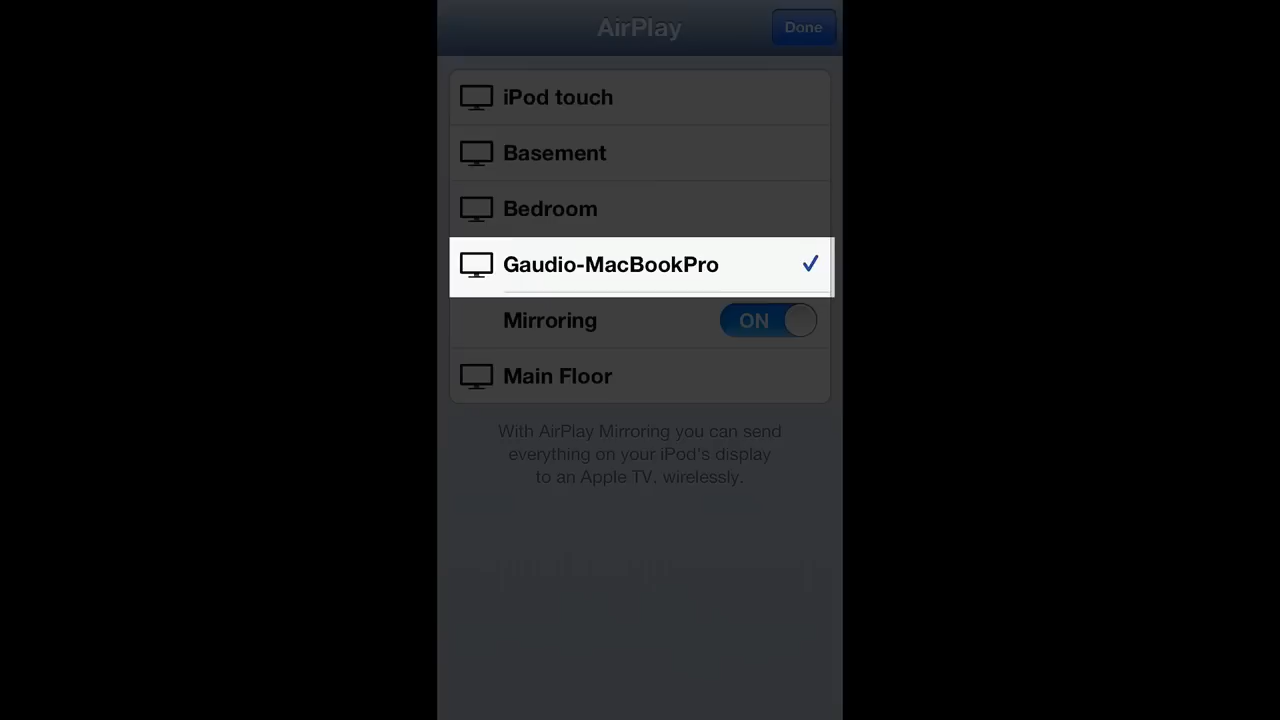 AirPlay
Done
iPod touch
Basement
Bedroom
Gaudio-MacBookPro
Mirroring
ON
Main Floor
With AirPlay Mirroring you can send
everything on your iPod's display
to an Apple TV, wirelessly.